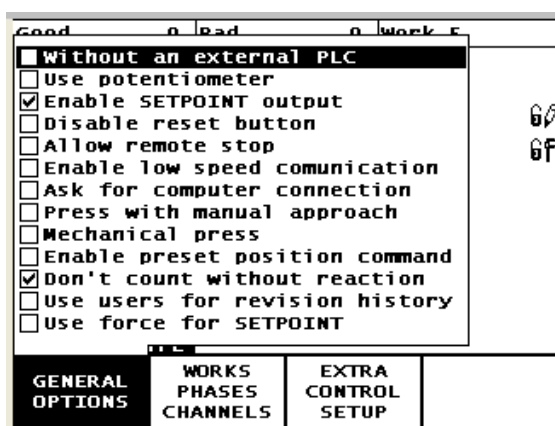 Good 0 Bad 0 Work F
Without an external PLC
Use potentiometer
Enable SETPOINT output
Disable reset button
Allow remote stop
Enable low speed comunication
Ask for computer connection
Press with manual approach
Mechanical press
Enable preset position command
Don't count without reaction
Use users for revision history
Use force for SETPOINT
GENERAL
OPTIONS
WORKS
PHASES
CHANNELS
EXTRA
CONTROL
SETUP